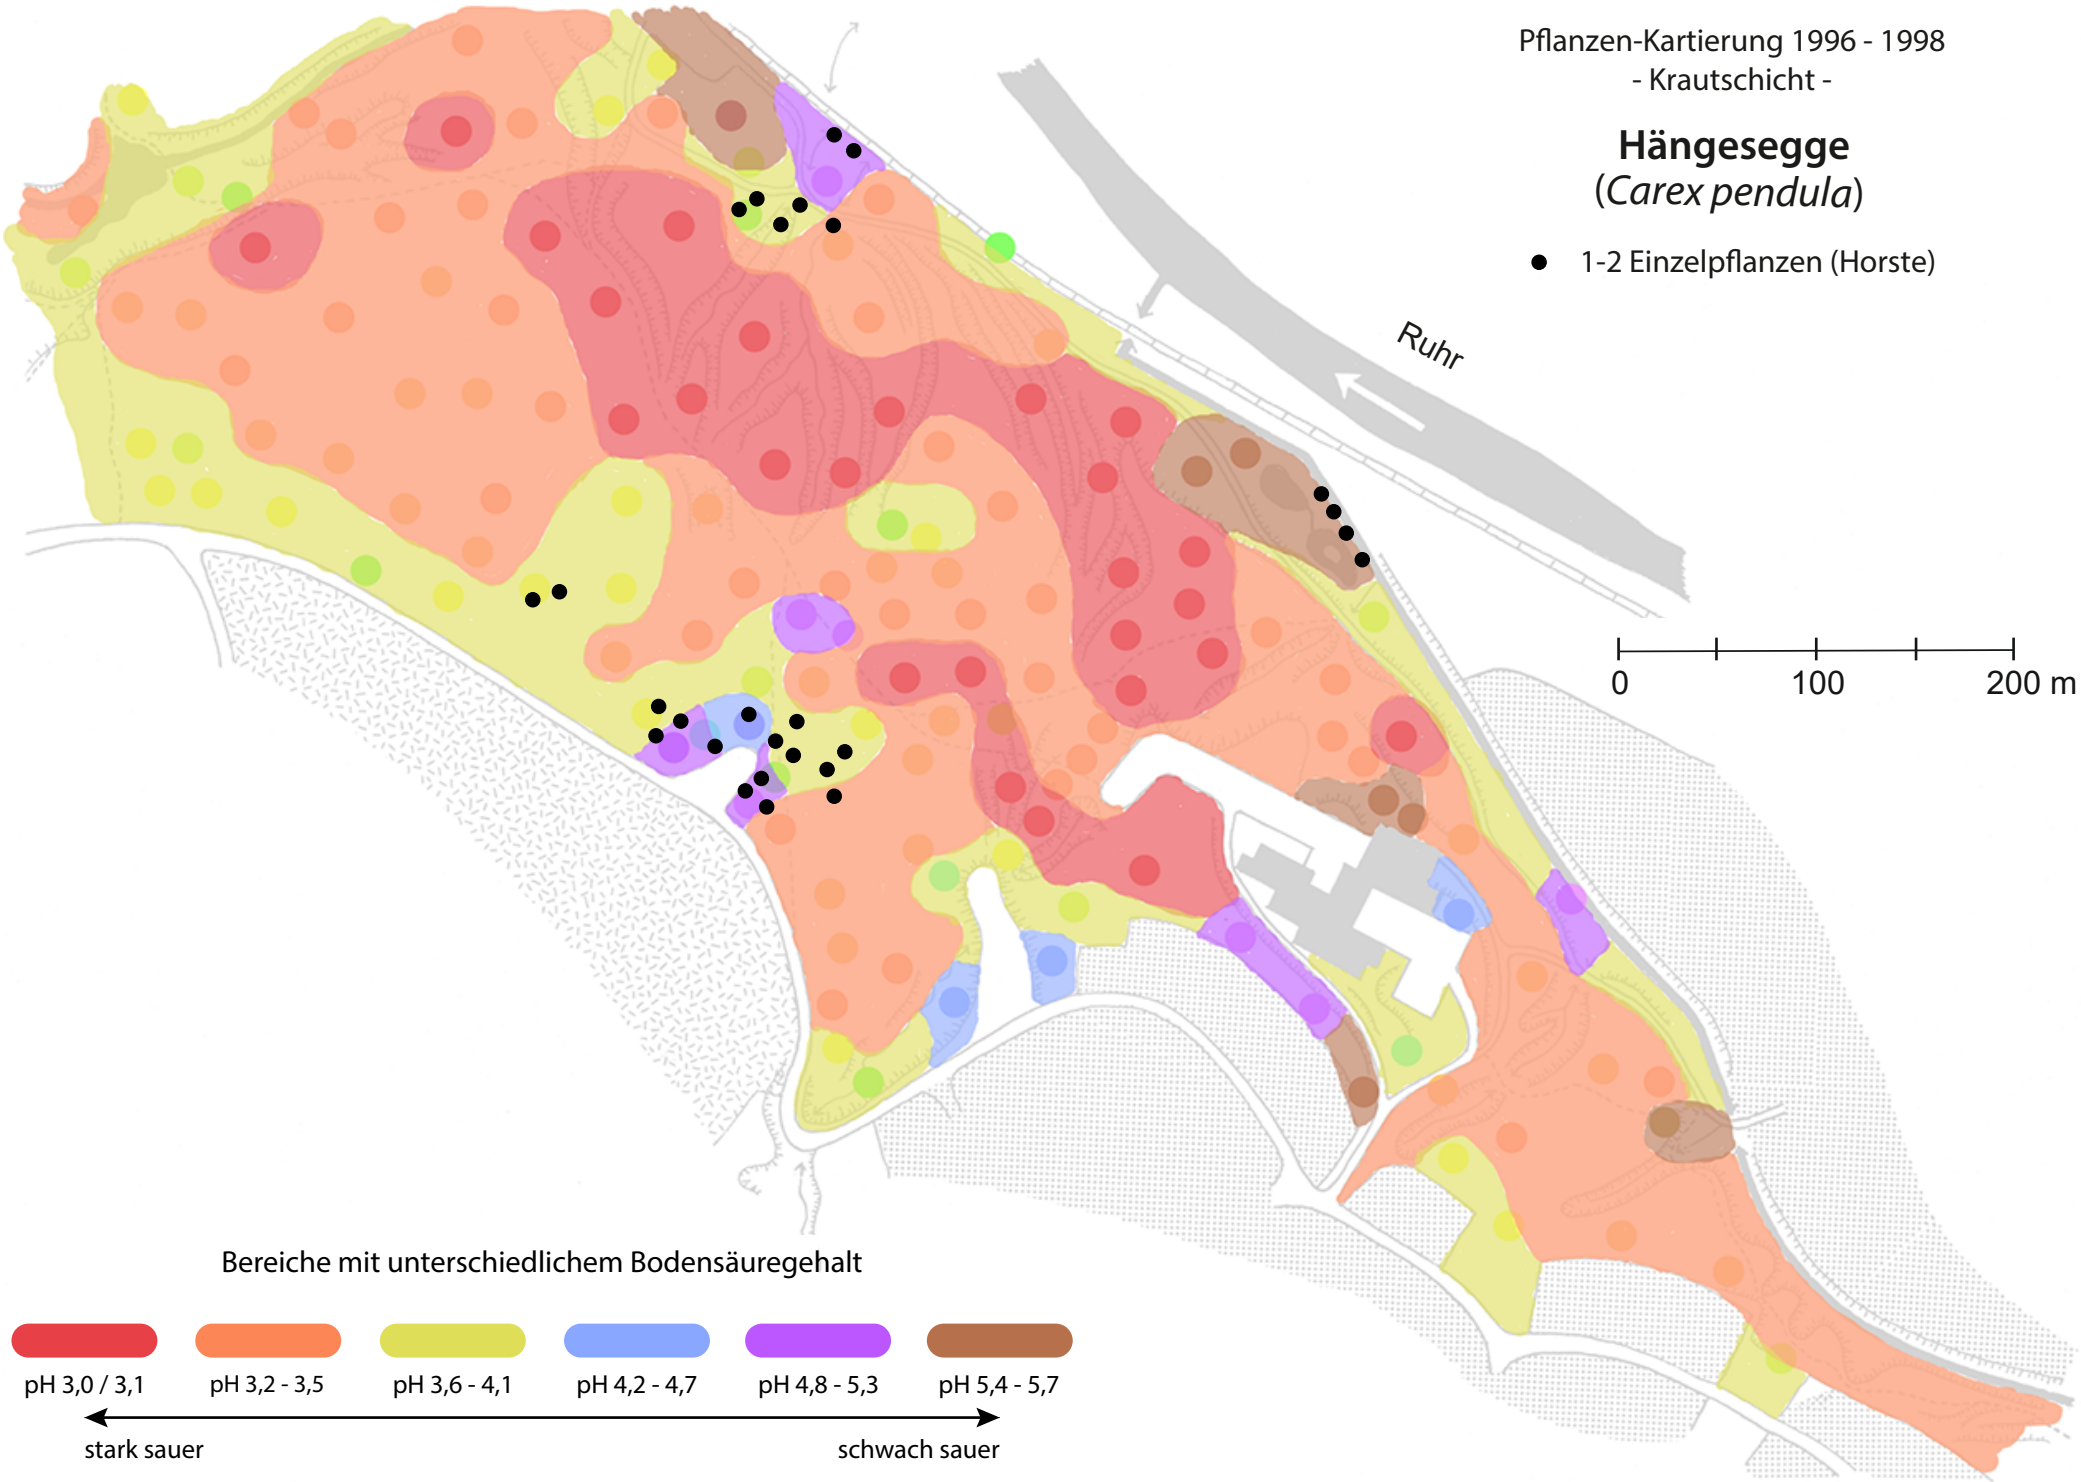 Pflanzen-Kartierung 1996 - 1998
- Krautschicht -
Hängesegge
(Carex pendula)
1-2 Einzelpflanzen (Horste)
Ruhr
0 100 200 m
Bereiche mit unterschiedlichem Bodensäuregehalt
pH 3,0 / 3,1 pH 3,2 - 3,5 pH 3,6 - 4,1 pH 4,2 - 4,7 pH 4,8 - 5,3 pH 5,4 - 5,7
stark sauer schwach sauer